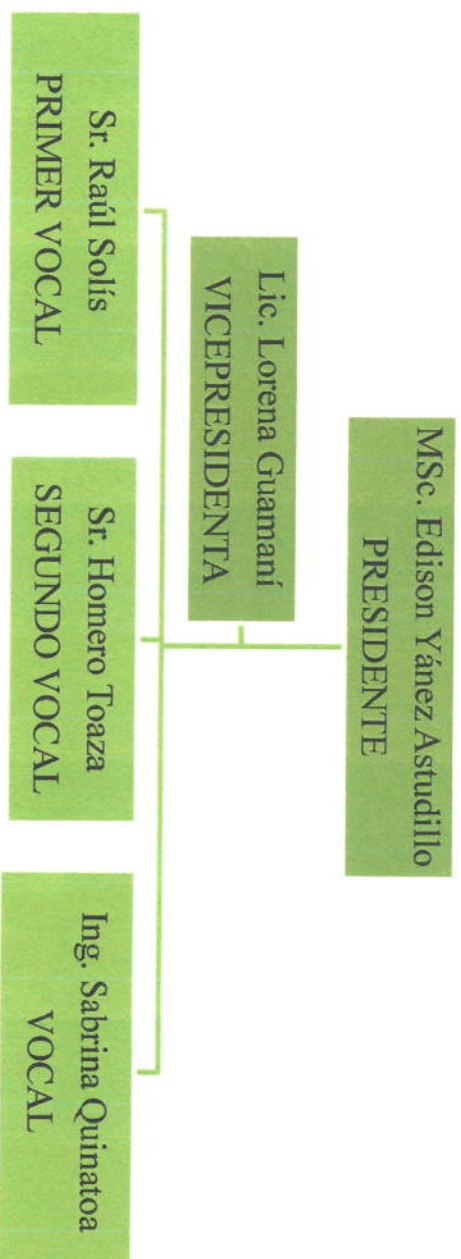 MSc. Edison Yánez Astudillo
PRESIDENTE
Lic. Lorena Guamaní
VICEPRESIDENTA
Sr. Raúl Solís
PRIMER VOCAL
Sr. Homero Toaza
SEGUNDO VOCAL
Ing. Sabrina Quinatoa
VOCAL